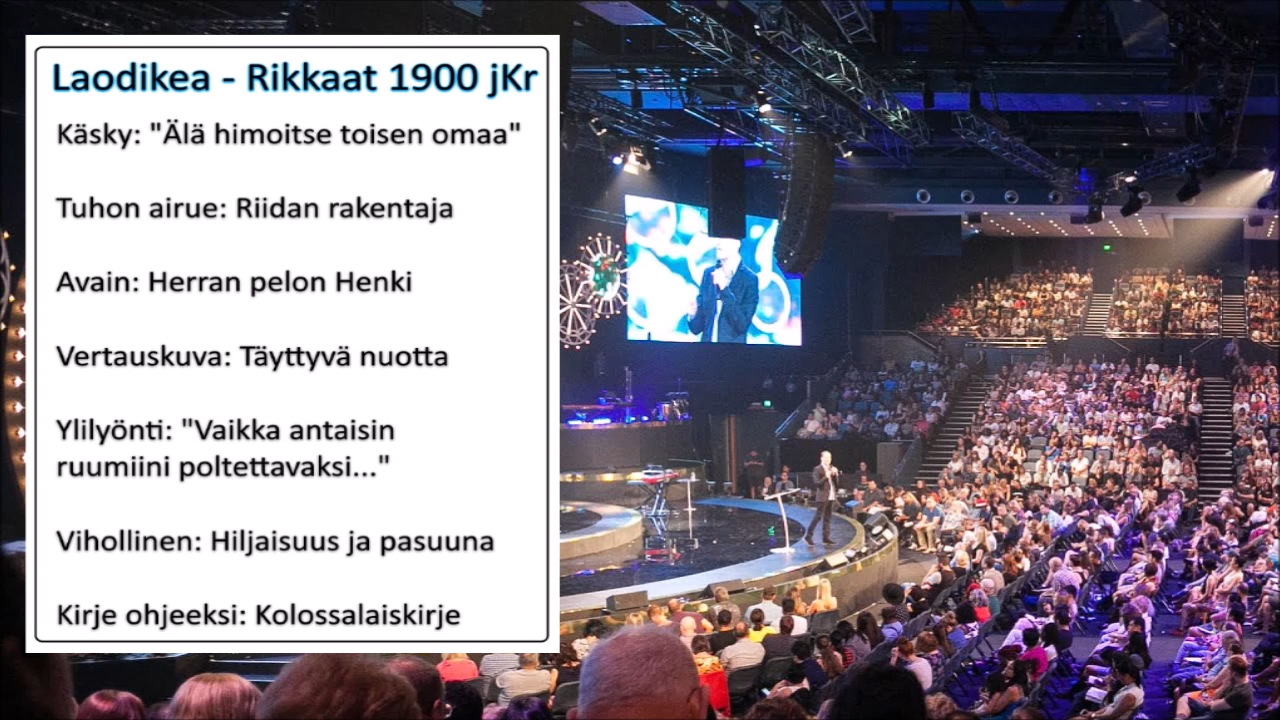 Laodikea - Rikkaat 1900 jKr
Käsky: "Älä himoitse toisen omaa"
Tuhon airue: Riidan rakentaja
Avain: Herran pelon Henki
Vertauskuva: Täyttyvä nuotta
Ylilyönti: "Vaikka antaisin
ruumiini poltettavaksi..."
Vihollinen: Hiljaisuus ja pasuuna
Kirje ohjeeksi: Kolossalaiskirje